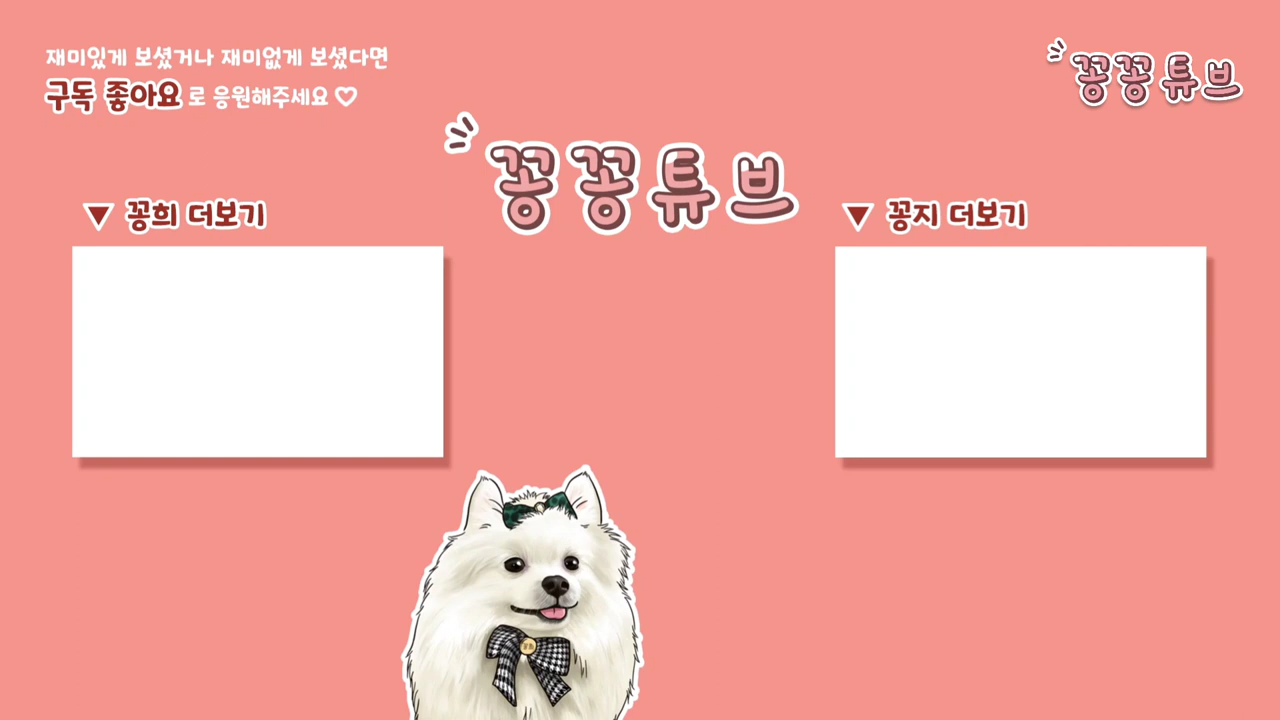 재미있게 보셨거나 재미없게 보셨다면
구독 좋아요 로 응원해주세요 ♡
꽁꽁튜브
꽁꽁튜브
▼ 꽁희 더보기
▼ 꽁지 더보기